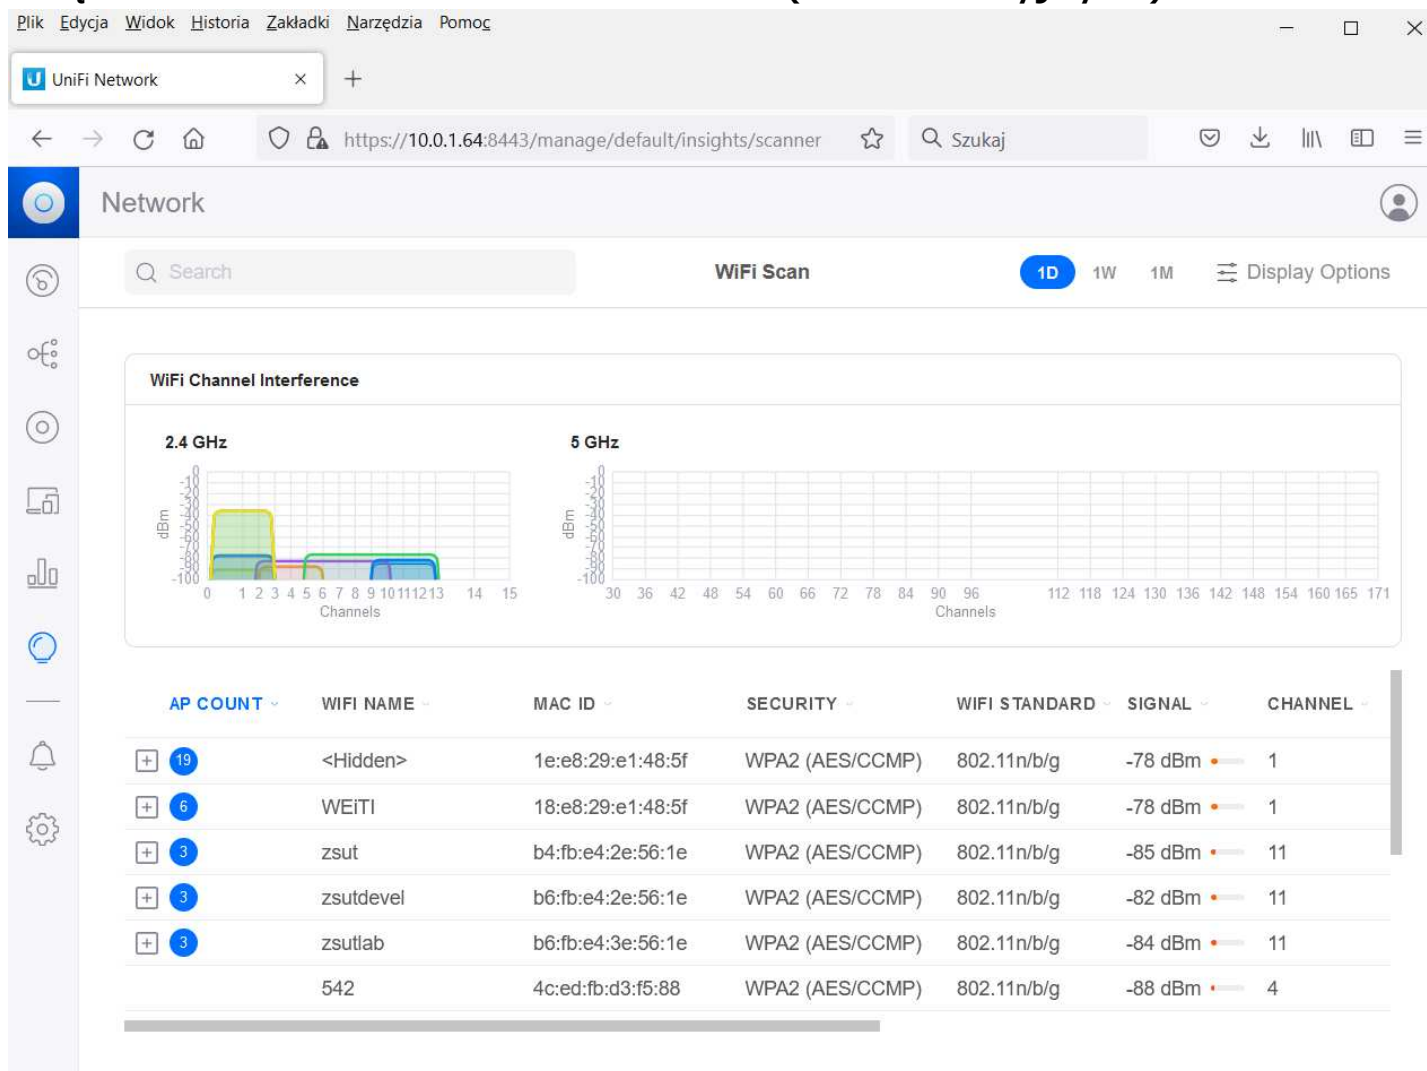 Plik Edycja Widok Historia Zakładki Narzędzia Pomoc
UniFi Network
https://10.0.1.64:8443/manage/default/insights/scanner
Szukaj
Network
Search
WiFi Scan
1D 1W 1M
Display Options
WiFi Channel Interference
2.4 GHz
5 GHz
0
-10
-20
-30
-40
-50
-60
-70
-80
-90
-100
dBm
0 1 2 3 4 5 6 7 8 9 10 11 12 13 14 15
Channels
0
-10
-20
-30
-40
-50
-60
-70
-80
-90
-100
dBm
30 36 42 48 54 60 66 72 78 84 90 96 112 118 124 130 136 142 148 154 160 165 171
Channels
AP COUNT WIFI NAME MAC ID SECURITY WIFI STANDARD SIGNAL CHANNEL
19 <Hidden> 1e:e8:29:e1:48:5f WPA2 (AES/CCMP) 802.11n/b/g -78 dBm 1
6 WEiTI 18:e8:29:e1:48:5f WPA2 (AES/CCMP) 802.11n/b/g -78 dBm 1
3 zsut b4:fb:e4:2e:56:1e WPA2 (AES/CCMP) 802.11n/b/g -85 dBm 11
3 zsutdevel b6:fb:e4:2e:56:1e WPA2 (AES/CCMP) 802.11n/b/g -82 dBm 11
3 zsutlab b6:fb:e4:3e:56:1e WPA2 (AES/CCMP) 802.11n/b/g -84 dBm 11
542 4c:ed:fb:d3:f5:88 WPA2 (AES/CCMP) 802.11n/b/g -88 dBm 4